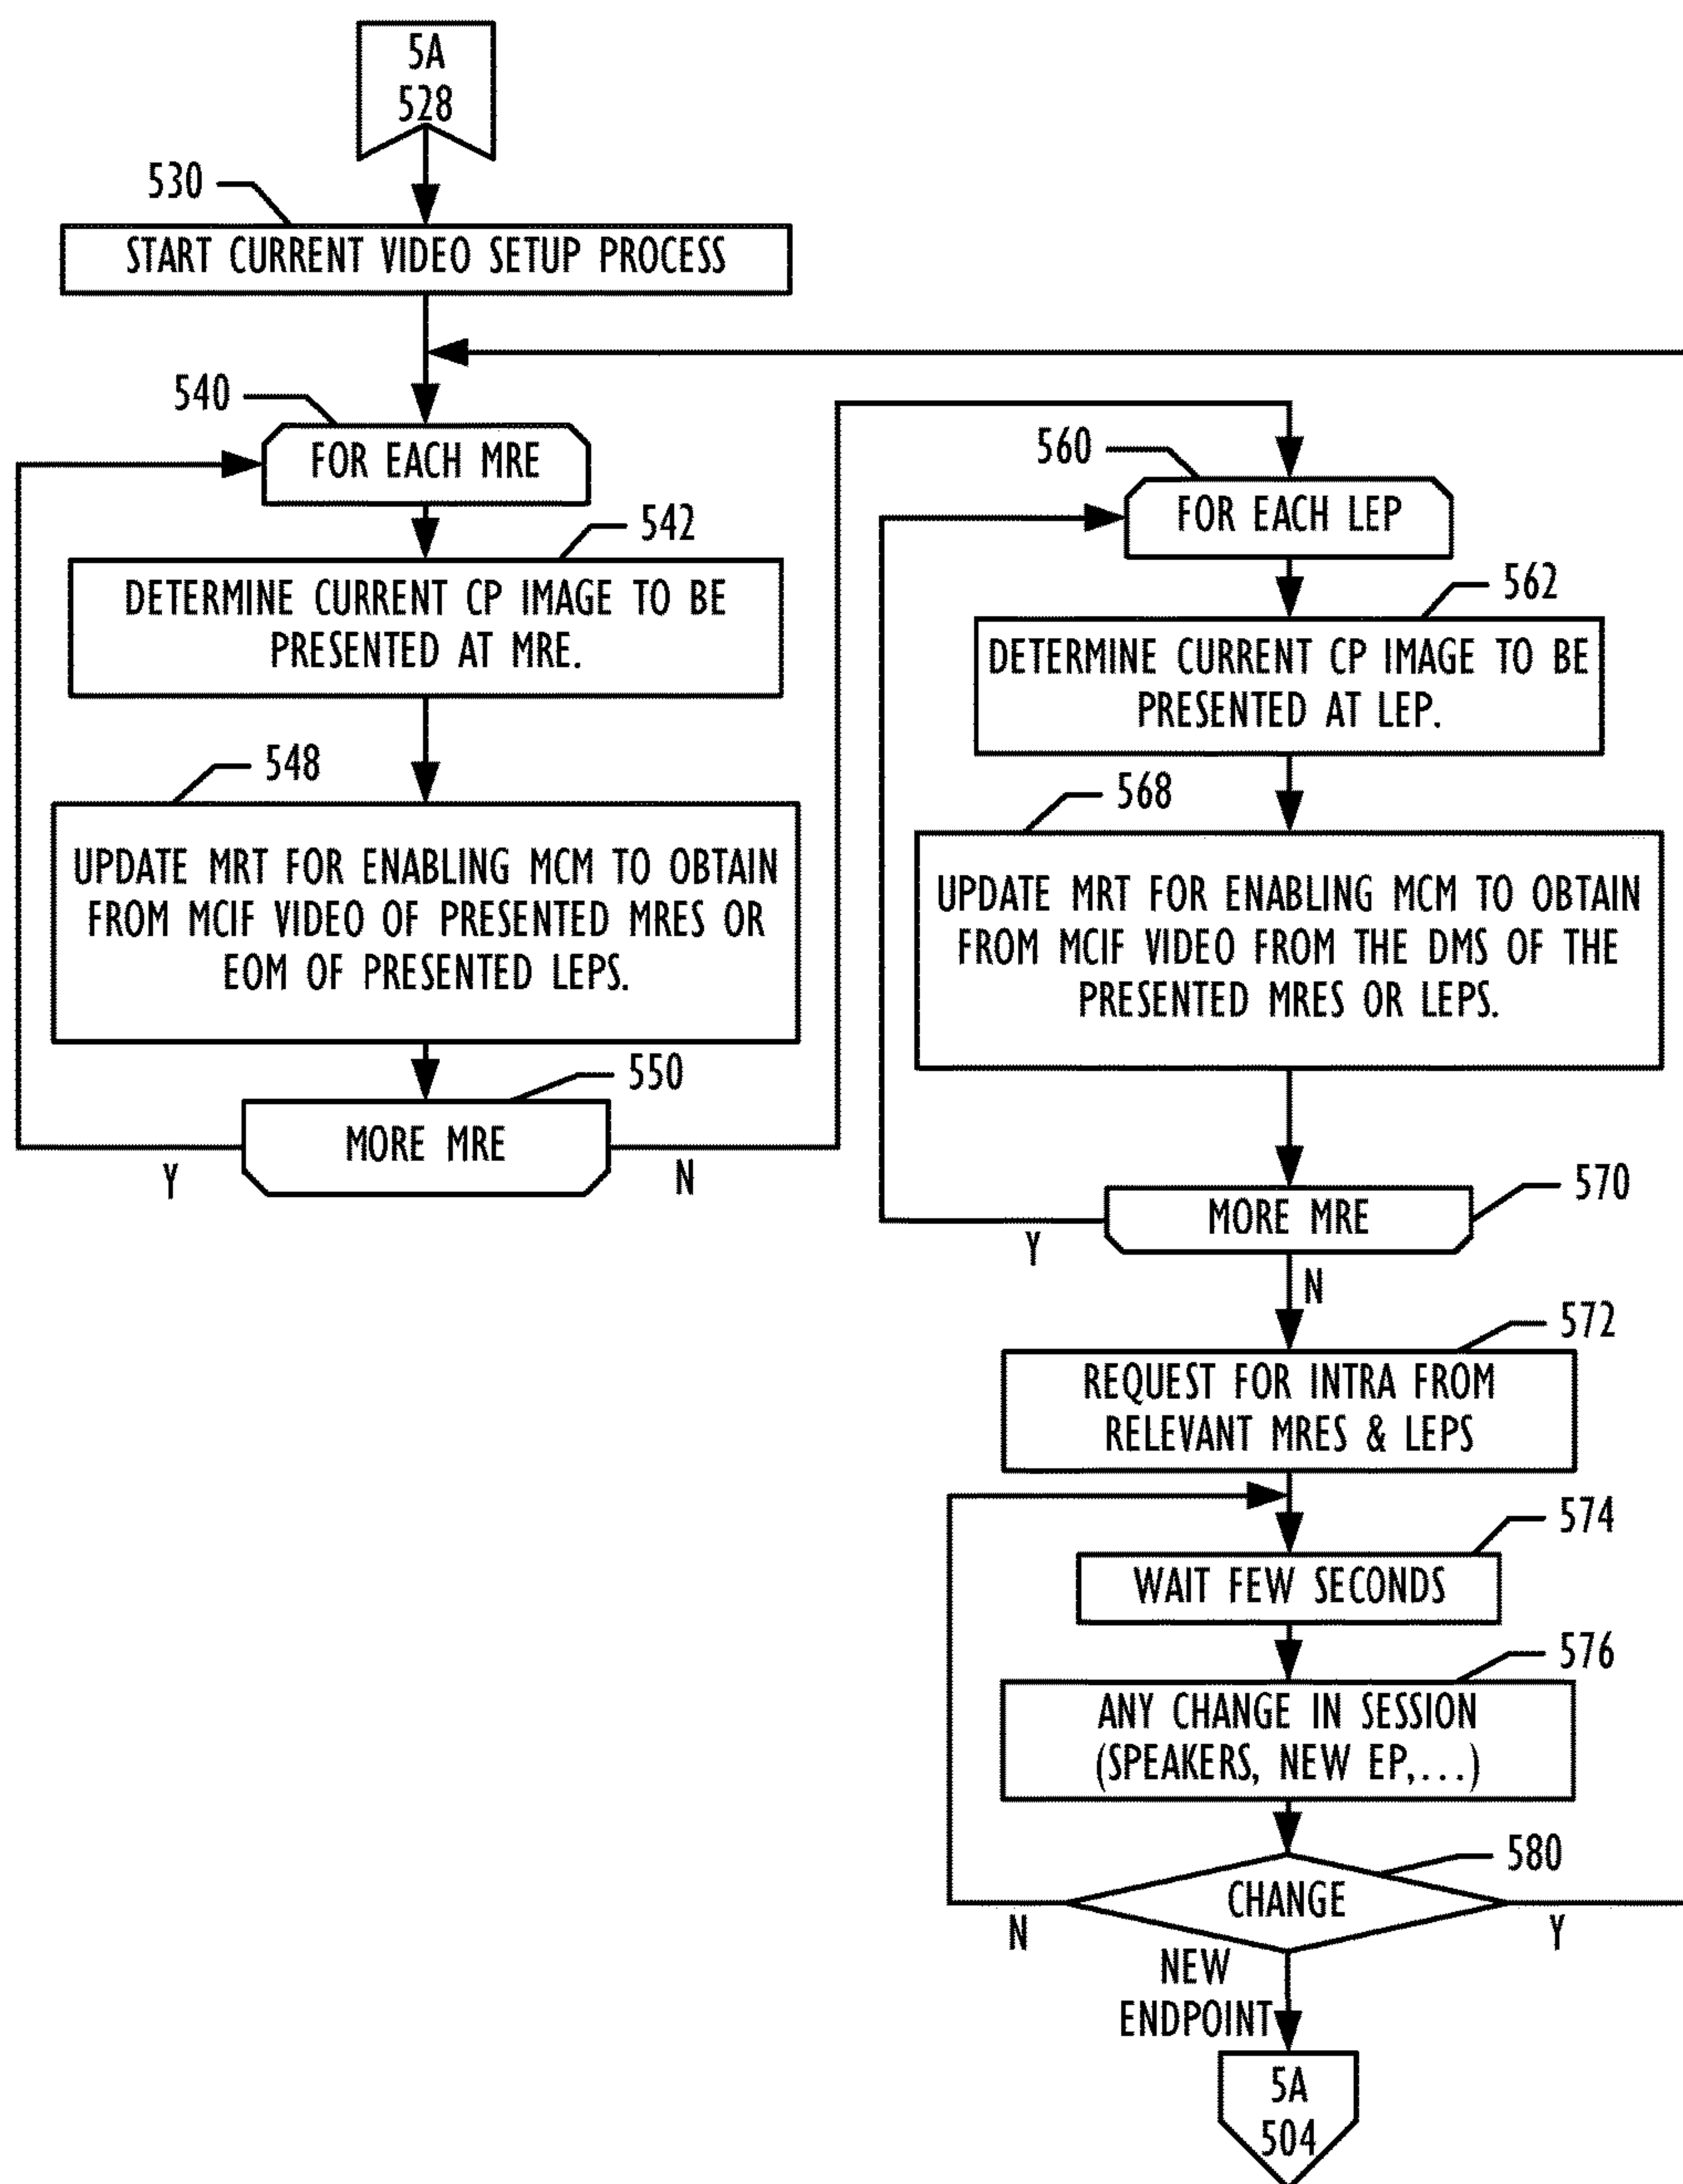 5A
528
530
START CURRENT VIDEO SETUP PROCESS
540
FOR EACH MRE
542
DETERMINE CURRENT CP IMAGE TO BE
PRESENTED AT MRE.
548
UPDATE MRT FOR ENABLING MCM TO OBTAIN
FROM MCIF VIDEO OF PRESENTED MRES OR
EOM OF PRESENTED LEPS.
550
MORE MRE
Y
N
560
FOR EACH LEP
562
DETERMINE CURRENT CP IMAGE TO BE
PRESENTED AT LEP.
568
UPDATE MRT FOR ENABLING MCM TO OBTAIN
FROM MCIF VIDEO FROM THE DMS OF THE
PRESENTED MRES OR LEPS.
570
MORE MRE
Y
N
572
REQUEST FOR INTRA FROM
RELEVANT MRES & LEPS
574
WAIT FEW SECONDS
576
ANY CHANGE IN SESSION
(SPEAKERS, NEW EP,...)
580
CHANGE
N
Y
NEW
ENDPOINT
5A
504